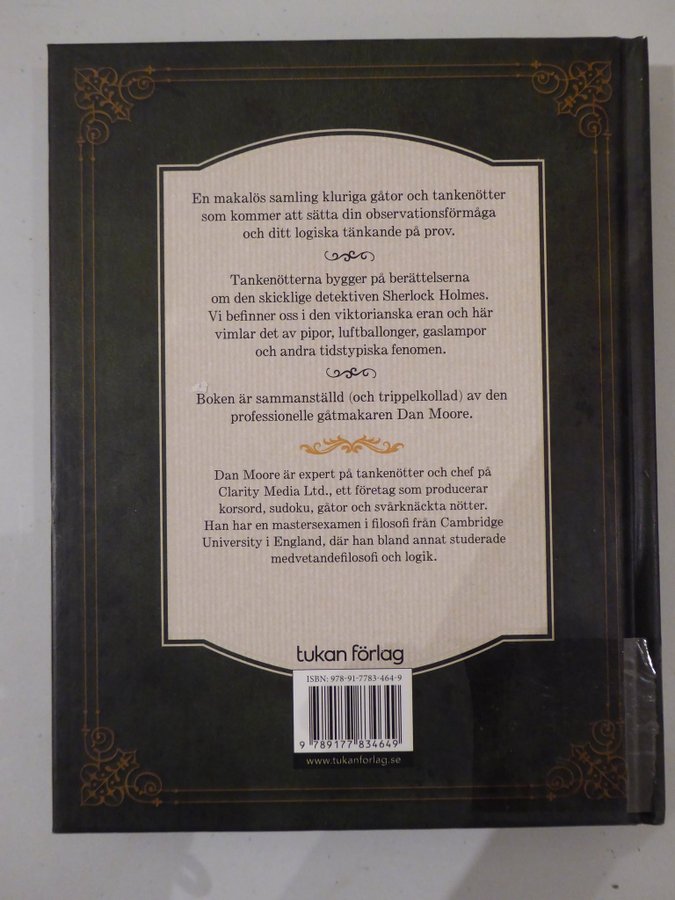 En makalös samling kluriga gåtor och tankenötter
som kommer att sätta din observationsförmåga
och ditt logiska tänkande på prov.
Tankenötterna bygger på berättelserna
om den skicklige detektiven Sherlock Holmes.
Vi befinner oss i den viktorianska eran och här
vimlar det av pipor, luftballonger, gaslampor
och andra tidstypiska fenomen.
Boken är sammanställd (och trippelkollad) av den
professionelle gåtmakaren Dan Moore.
Dan Moore är expert på tankenötter och chef på
Clarity Media Ltd., ett företag som producerar
korsord, sudoku, gåtor och svårknäckta nötter.
Han har en mastersexamen i filosofi från Cambridge
University i England, där han bland annat studerade
medvetandefilosofi och logik.
tukan förlag
ISBN: 978-91-7783-464-9
9 789177 834649
www.tukanforlag.se